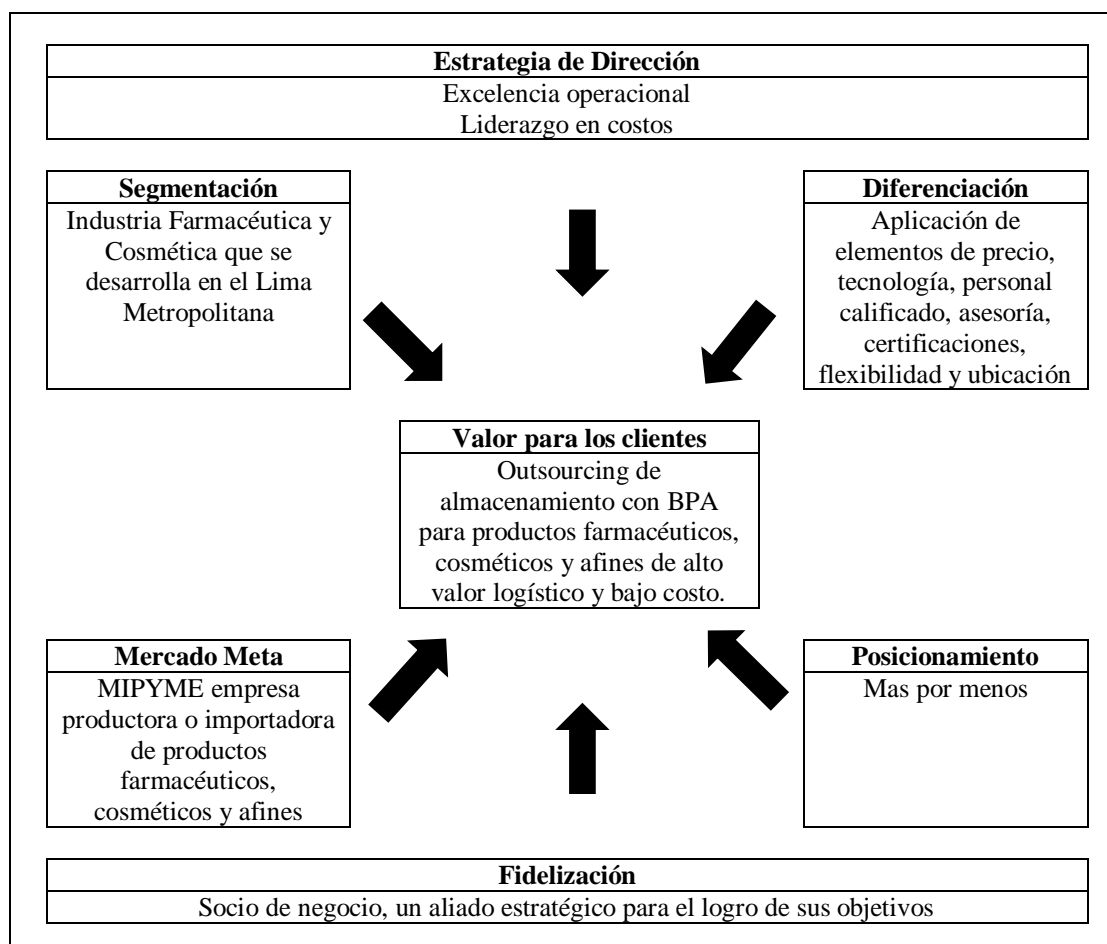 Estrategia de Dirección
Excelencia operacional
Liderazgo en costos
Segmentación
Industria Farmacéutica y
Cosmética que se
desarrolla en el Lima
Metropolitana
Diferenciación
Aplicación de
elementos de precio,
tecnología, personal
calificado, asesoría,
certificaciones,
flexibilidad y ubicación
Valor para los clientes
Outsourcing de
almacenamiento con BPA
para productos farmacéuticos,
cosméticos y afines de alto
valor logístico y bajo costo.
Mercado Meta
MIPYME empresa
productora o importadora
de productos
farmacéuticos,
cosméticos y afines
Posicionamiento
Mas por menos
Fidelización
Socio de negocio, un aliado estratégico para el logro de sus objetivos